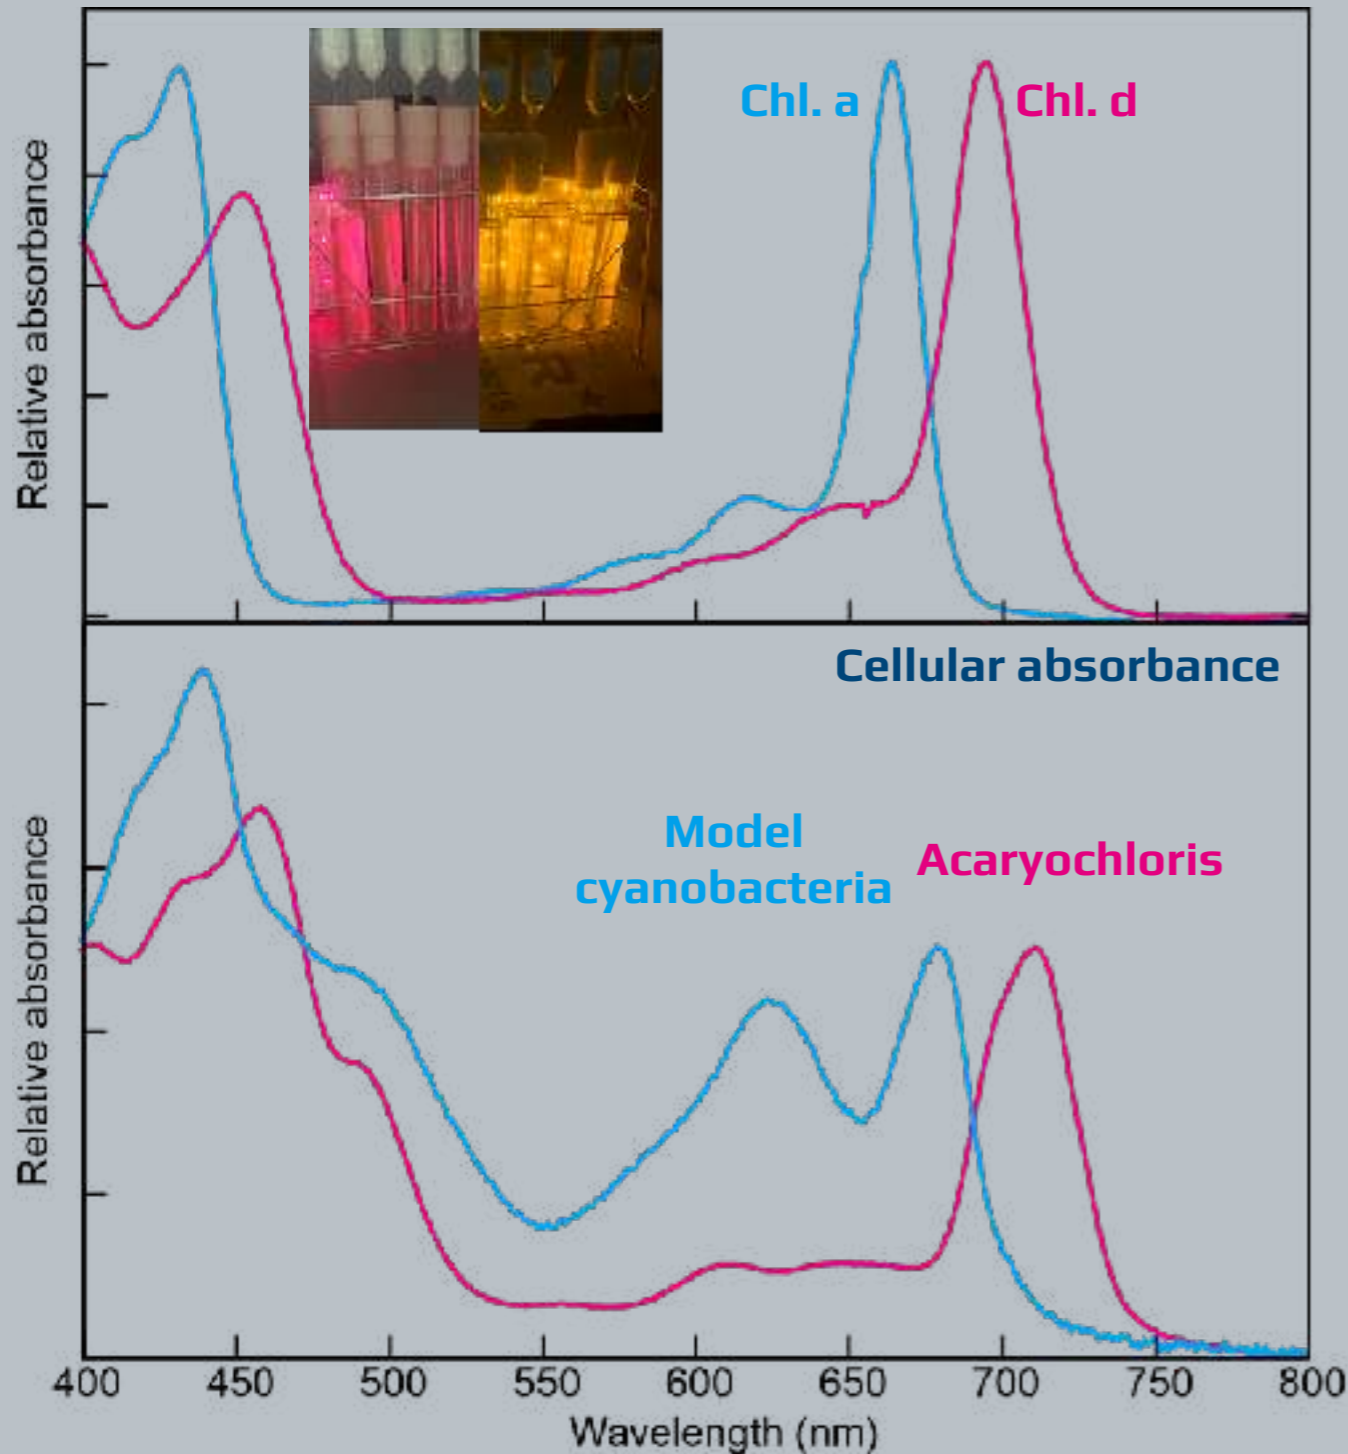 Chl. a
Chl. d
Relative absorbance
Cellular absorbance
Model
cyanobacteria
Acaryochloris
Relative absorbance
400 450 500 550 600 650 700 750 800
Wavelength (nm)